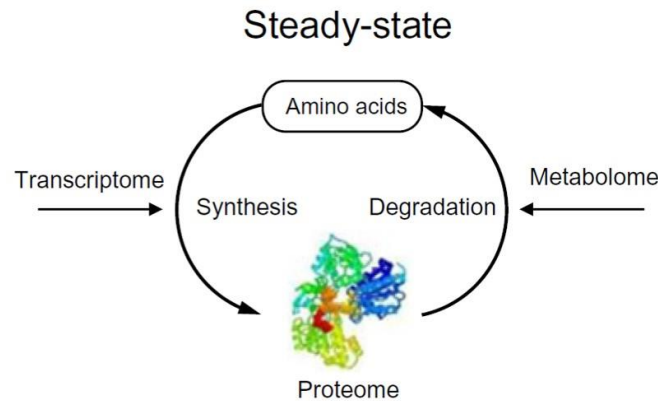 Steady-state
Amino acids
Transcriptome
Metabolome
Synthesis
Degradation
Proteome